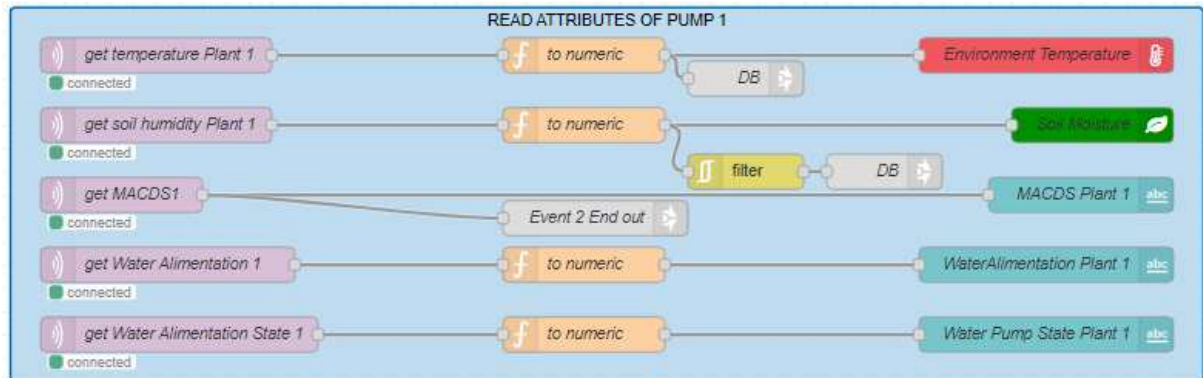 READ ATTRIBUTES OF PUMP 1
get temperature Plant 1
to numeric
Environment Temperature
connected
DB
get soil humidity Plant 1
to numeric
Soil Moisture
connected
filter
DB
get MACDS1
MACDS Plant 1
abc
connected
Event 2 End out
get Water Alimentation 1
to numeric
WaterAlimentation Plant 1
abc
connected
get Water Alimentation State 1
to numeric
Water Pump State Plant 1
abc
connected